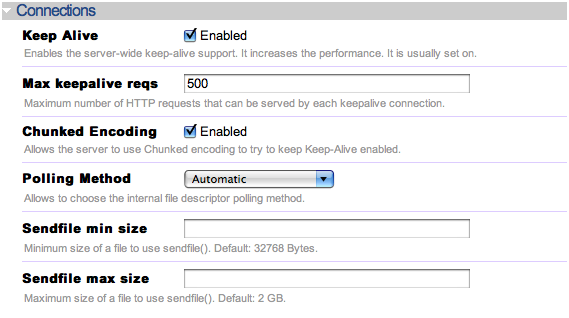 Connections
Keep Alive Enabled
Enables the server-wide keep-alive support. It increases the performance. It is usually set on.
Max keepalive reqs 500
Maximum number of HTTP requests that can be served by each keepalive connection.
Chunked Encoding Enabled
Allows the server to use Chunked encoding to try to keep Keep-Alive enabled.
Polling Method Automatic
Allows to choose the internal file descriptor polling method.
Sendfile min size
Minimum size of a file to use sendfile(). Default: 32768 Bytes.
Sendfile max size
Maximum size of a file to use sendfile(). Default: 2 GB.